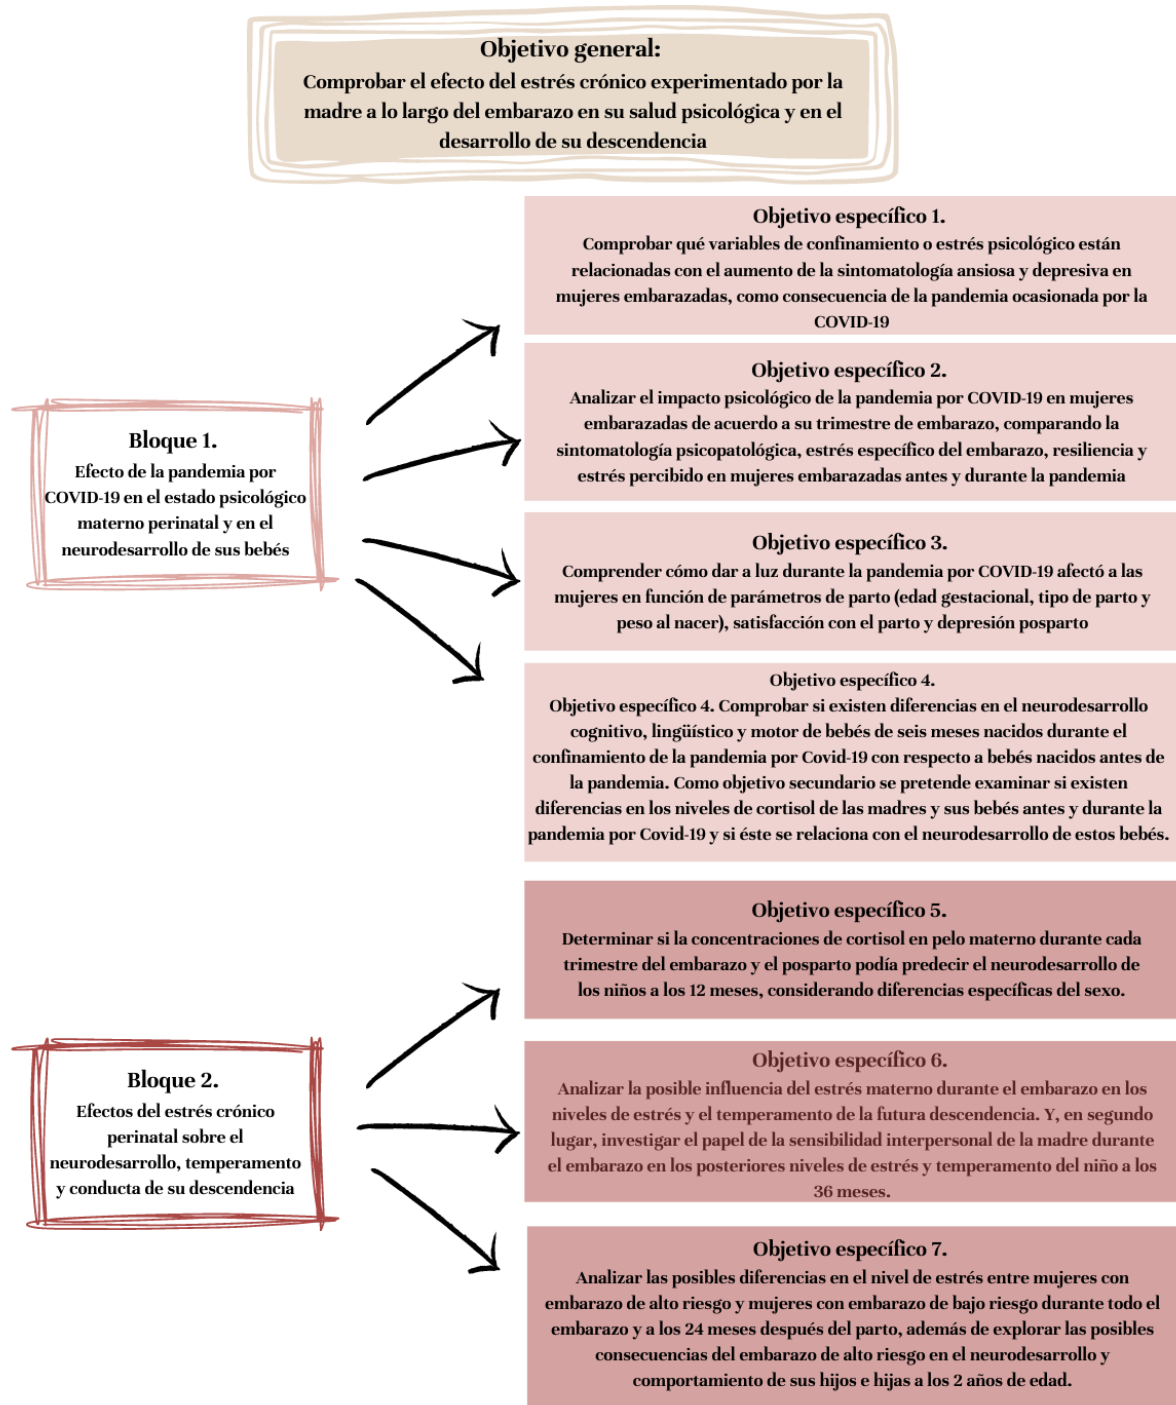 Objetivo general:
Comprobar el efecto del estrés crónico experimentado por la
madre a lo largo del embarazo en su salud psicológica y en el
desarrollo de su descendencia
Bloque 1.
Efecto de la pandemia por
COVID-19 en el estado psicológico
materno perinatal y en el
neurodesarrollo de sus bebés
Objetivo específico 1.
Comprobar qué variables de confinamiento o estrés psicológico están
relacionadas con el aumento de la sintomatología ansiosa y depresiva en
mujeres embarazadas, como consecuencia de la pandemia ocasionada por la
COVID-19
Objetivo específico 2.
Analizar el impacto psicológico de la pandemia por COVID-19 en mujeres
embarazadas de acuerdo a su trimestre de embarazo, comparando la
sintomatología psicopatológica, estrés específico del embarazo, resiliencia y
estrés percibido en mujeres embarazadas antes y durante la pandemia
Objetivo específico 3.
Comprender cómo dar a luz durante la pandemia por COVID-19 afectó a las
mujeres en función de parámetros de parto (edad gestacional, tipo de parto y
peso al nacer), satisfacción con el parto y depresión posparto
Objetivo específico 4.
Objetivo específico 4. Comprobar si existen diferencias en el neurodesarrollo
cognitivo, lingüístico y motor de bebés de seis meses nacidos durante el
confinamiento de la pandemia por Covid-19 con respecto a bebés nacidos antes de
la pandemia. Como objetivo secundario se pretende examinar si existen
diferencias en los niveles de cortisol de las madres y sus bebés antes y durante la
pandemia por Covid-19 y si éste se relaciona con el neurodesarrollo de estos bebés.
Bloque 2.
Efectos del estrés crónico
perinatal sobre el
neurodesarrollo, temperamento
y conducta de su descendencia
Objetivo específico 5.
Determinar si la concentraciones de cortisol en pelo materno durante cada
trimestre del embarazo y el posparto podía predecir el neurodesarrollo de
los niños a los 12 meses, considerando diferencias específicas del sexo.
Objetivo específico 6.
Analizar la posible influencia del estrés materno durante el embarazo en los
niveles de estrés y el temperamento de la futura descendencia. Y, en segundo
lugar, investigar el papel de la sensibilidad interpersonal de la madre durante
el embarazo en los posteriores niveles de estrés y temperamento del niño a los
36 meses.
Objetivo específico 7.
Analizar las posibles diferencias en el nivel de estrés entre mujeres con
embarazo de alto riesgo y mujeres con embarazo de bajo riesgo durante todo el
embarazo y a los 24 meses después del parto, además de explorar las posibles
consecuencias del embarazo de alto riesgo en el neurodesarrollo y
comportamiento de sus hijos e hijas a los 2 años de edad.